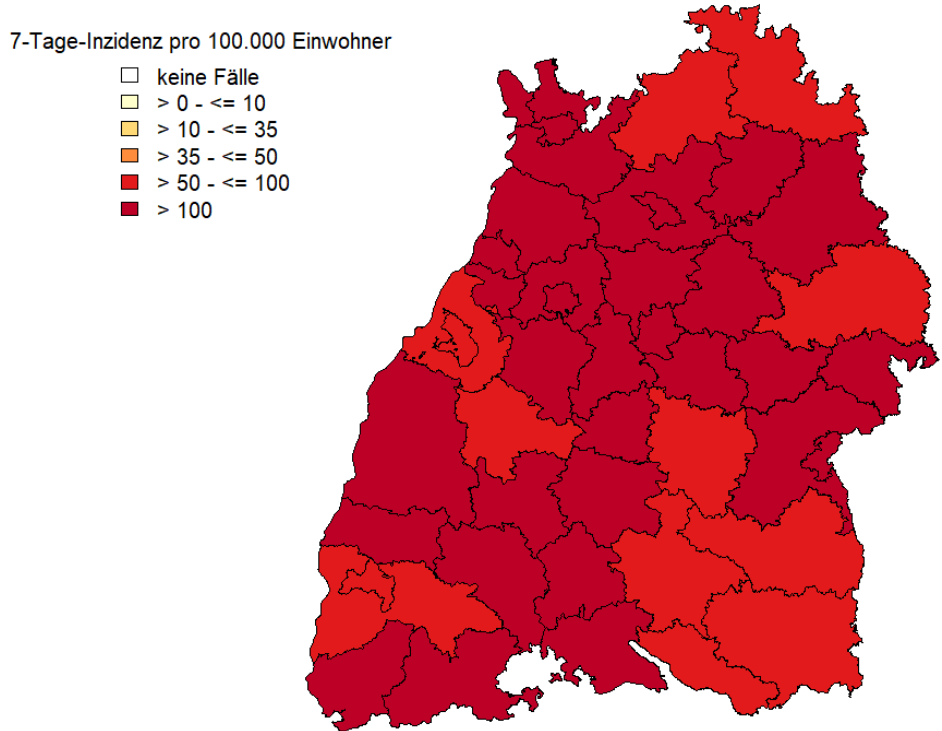 7-Tage-Inzidenz pro 100.000 Einwohner
keine Fälle
> 0 - <= 10
> 10 - <= 35
> 35 - <= 50
> 50 - <= 100
> 100